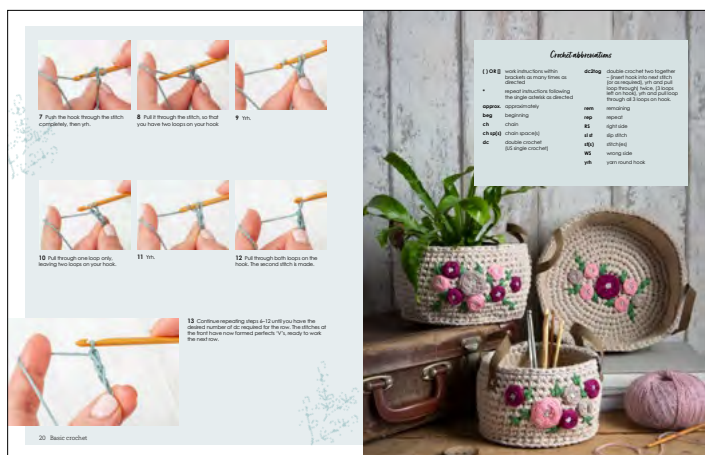 7 Push the hook through the stitch
completely, then yrh.
8 Pull it through the stitch, so that
you have two loops on your hook
9 Yrh.
10 Pull through one loop only,
leaving two loops on your hook.
11 Yrh.
12 Pull through both loops on the
hook. The second stitch is made.
13 Continue repeating steps 6–12 until you have the
desired number of dc required for the row. The stitches at
the front have now formed perfects 'V's, ready to work
the next row.
20 Basic crochet
Crochet abbreviations
( ) OR [ ] work instructions within
brackets as many times as
directed
* repeat instructions following
the single asterisk as directed
approx. approximately
beg beginning
ch chain
ch sp(s) chain space(s)
dc double crochet
(US single crochet)
dc2tog double crochet two together
– (insert hook into next stitch
(or as required), yrh and pull
loop through) twice, (3 loops
left on hook), yrh and pull loop
through all 3 loops on hook.
rem remaining
rep repeat
RS right side
sl st slip stitch
st(s) stitch(es)
WS wrong side
yrh yarn round hook